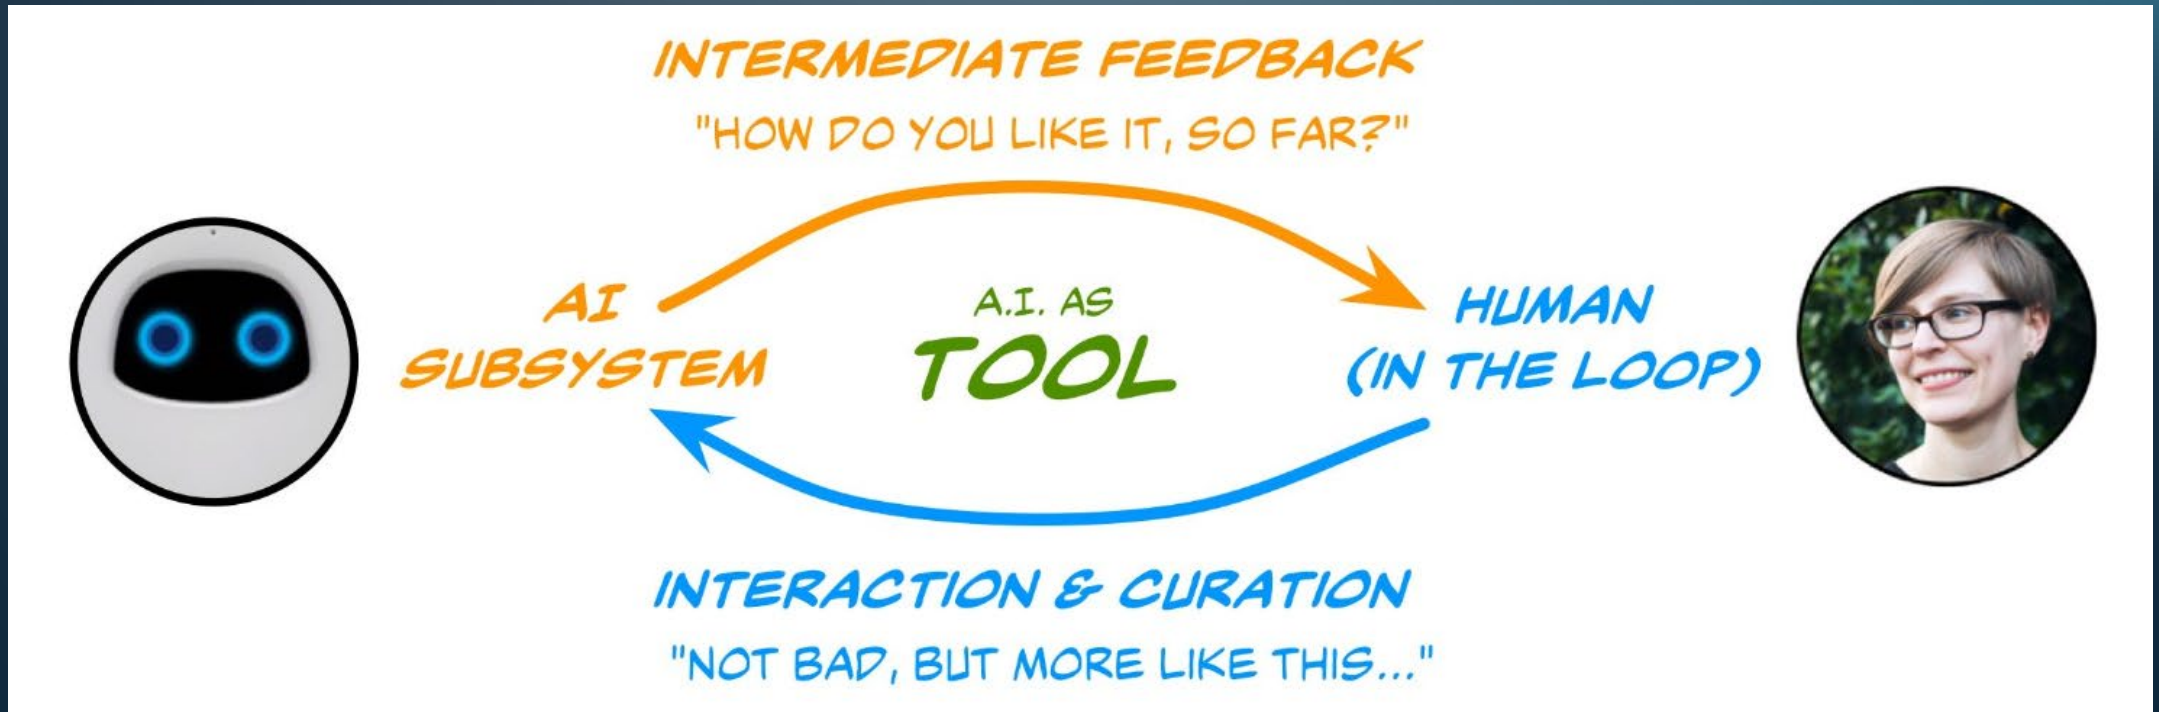 INTERMEDIATE FEEDBACK
"HOW DO YOU LIKE IT, SO FAR?"
AI
SUBSYSTEM
A.I. AS
TOOL
HUMAN
(IN THE LOOP)
INTERACTION & CURATION
"NOT BAD, BUT MORE LIKE THIS..."